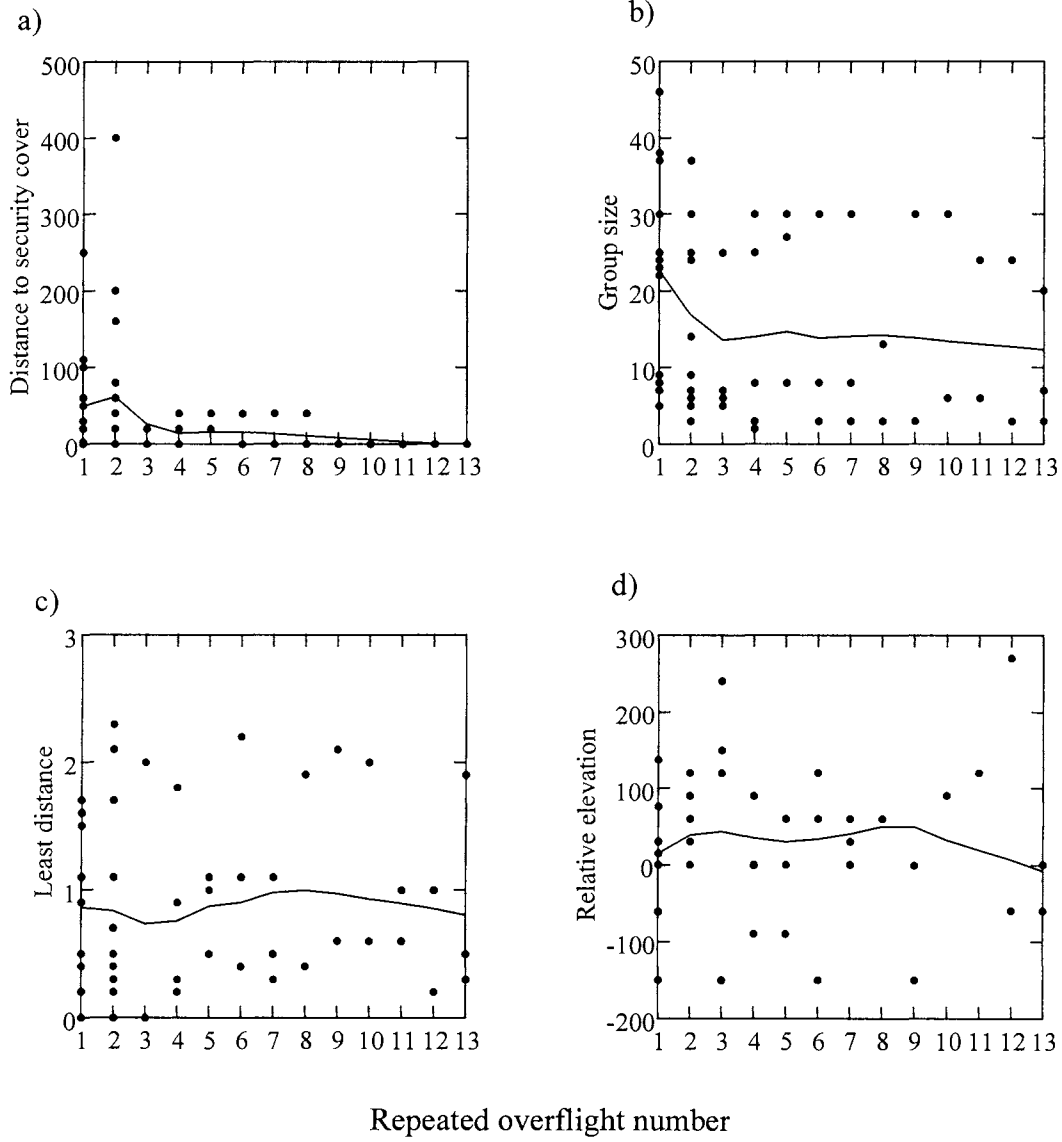 a)
500
400
300
200
100
0
Distance to security cover
1 2 3 4 5 6 7 8 9 10 11 12 13
b)
50
40
30
20
10
0
Group size
1 2 3 4 5 6 7 8 9 10 11 12 13
c)
3
2
1
0
Least distance
1 2 3 4 5 6 7 8 9 10 11 12 13
d)
300
200
100
0
-100
-200
Relative elevation
1 2 3 4 5 6 7 8 9 10 11 12 13
Repeated overflight number